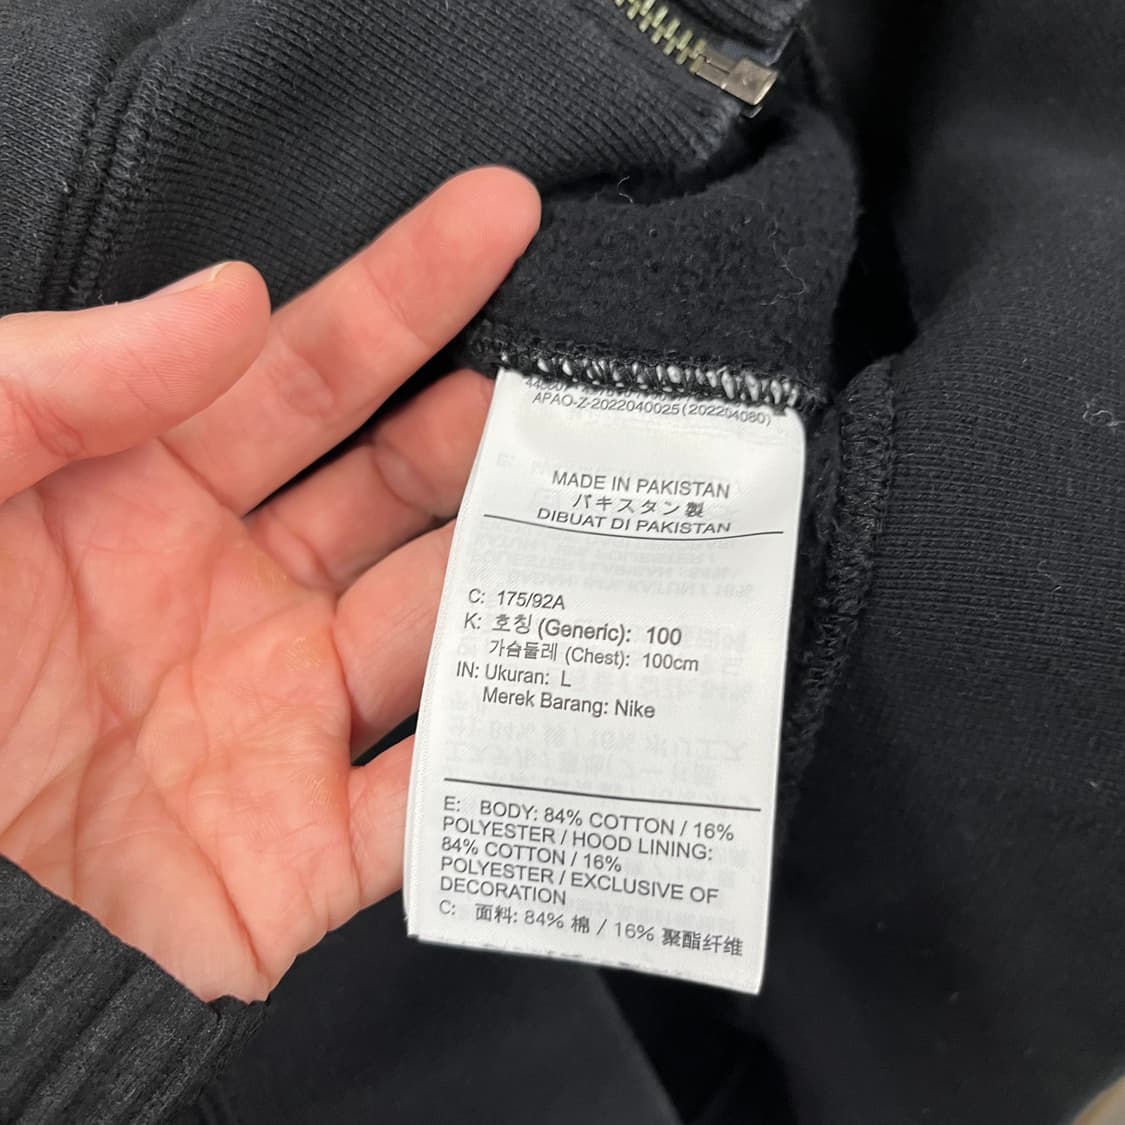 APAO-Z-2022040025(202204080)
MADE IN PAKISTAN
パキスタン製
DIBUAT DI PAKISTAN
C: 175/92A
K: 호칭 (Generic): 100
가슴둘레 (Chest): 100cm
IN: Ukuran: L
Merek Barang: Nike
E: BODY: 84% COTTON / 16%
POLYESTER / HOOD LINING:
84% COTTON / 16%
POLYESTER / EXCLUSIVE OF
DECORATION
C: 面料: 84% 棉 / 16% 聚酯纤维